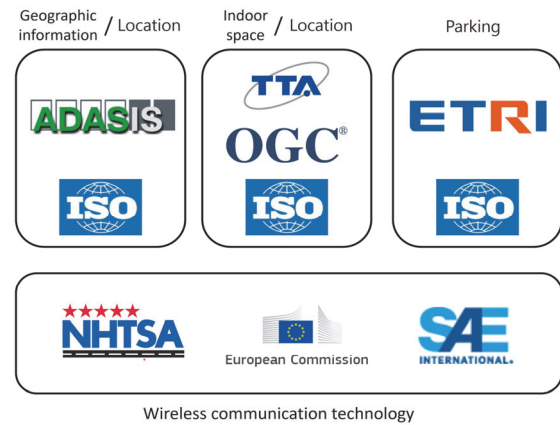 Geographic
information / Location
Indoor
space / Location
Parking
ADASIS
TTA
OGC®
ETRI
ISO
ISO
ISO
NHTSA
European Commission
SAE
INTERNATIONAL®
Wireless communication technology